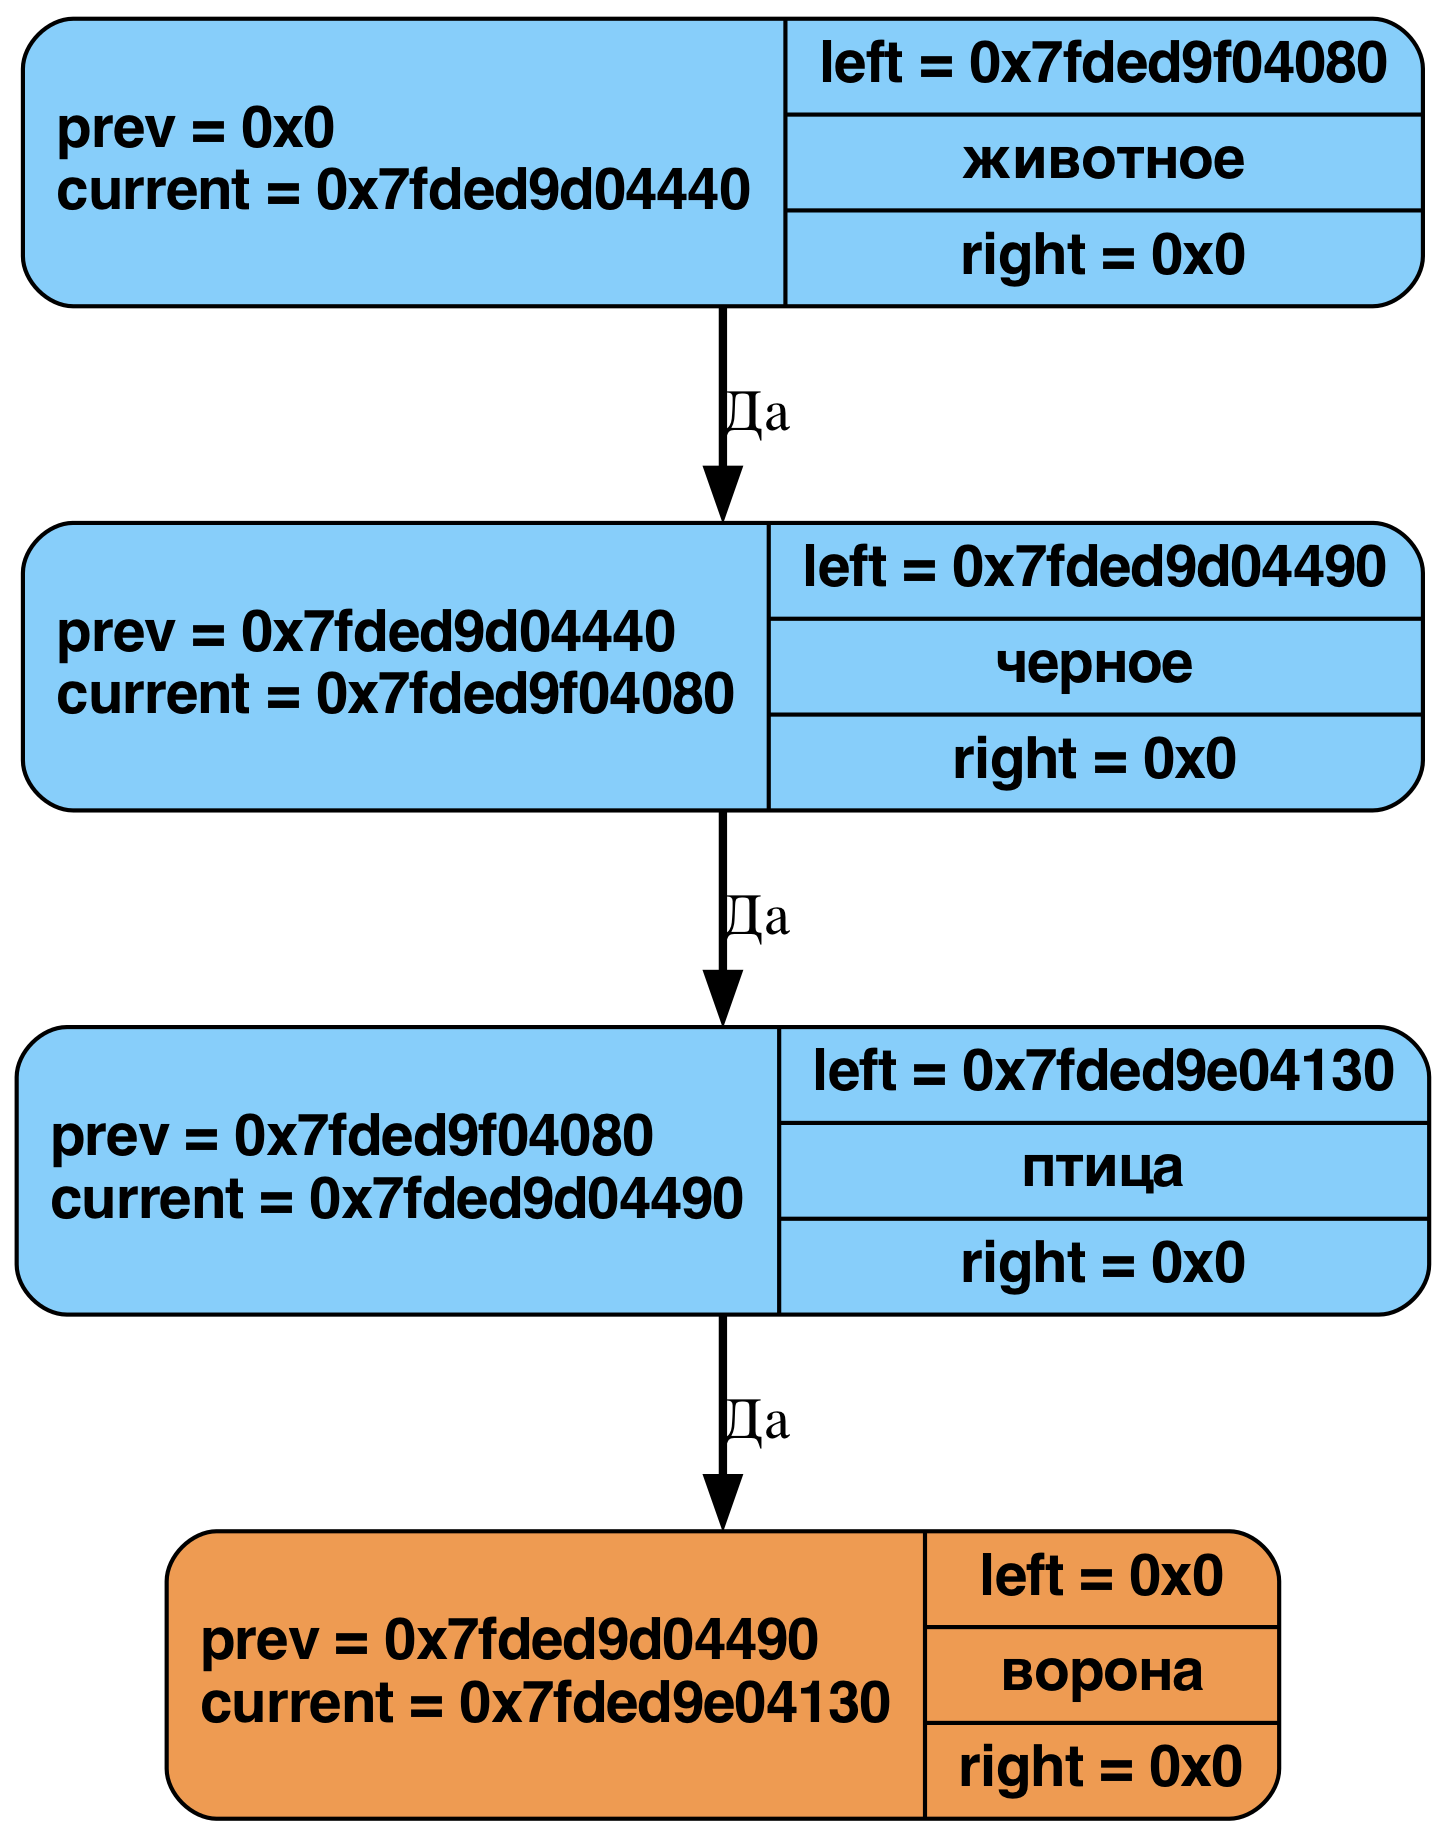 prev = 0x0
current = 0x7fded9d04440
left = 0x7fded9f04080
животное
right = 0x0
Да
prev = 0x7fded9d04440
current = 0x7fded9f04080
left = 0x7fded9d04490
черное
right = 0x0
Да
prev = 0x7fded9f04080
current = 0x7fded9d04490
left = 0x7fded9e04130
птица
right = 0x0
Да
prev = 0x7fded9d04490
current = 0x7fded9e04130
left = 0x0
ворона
right = 0x0